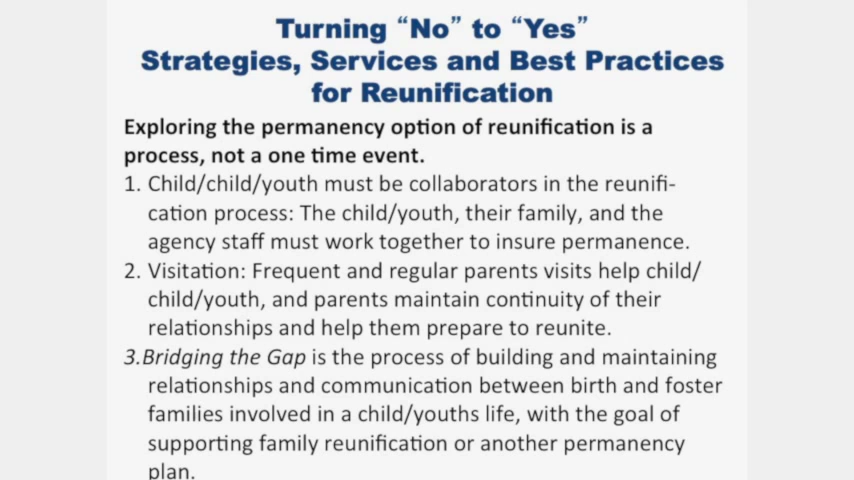 Turning “No” to “Yes”
Strategies, Services and Best Practices
for Reunification
Exploring the permanency option of reunification is a
process, not a one time event.
1. Child/child/youth must be collaborators in the reunifi-
cation process: The child/youth, their family, and the
agency staff must work together to insure permanence.
2. Visitation: Frequent and regular parents visits help child/
child/youth, and parents maintain continuity of their
relationships and help them prepare to reunite.
3.Bridging the Gap is the process of building and maintaining
relationships and communication between birth and foster
families involved in a child/youths life, with the goal of
supporting family reunification or another permanency
plan.